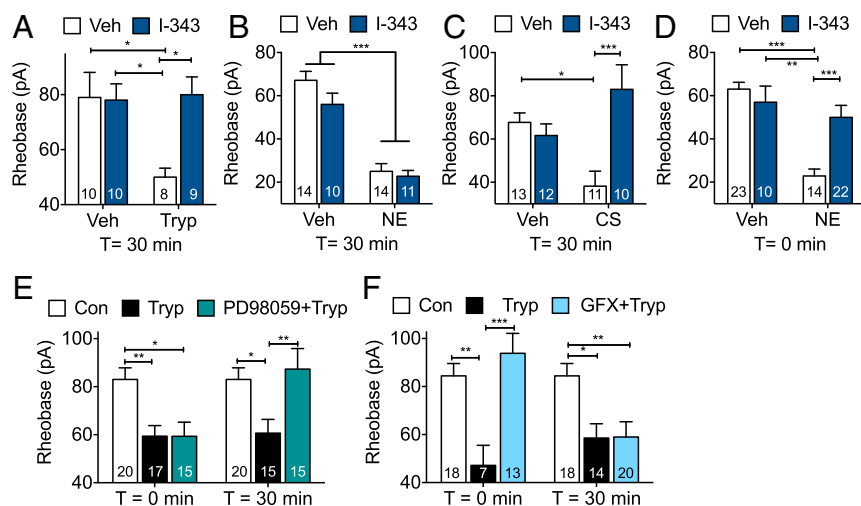 A
Veh I-343
Rheobase (pA)
80
60
40
*
*
*
10 10 8 9
Veh Tryp
T= 30 min
B
Veh I-343
Rheobase (pA)
80
60
40
20
***
14 10 14 11
Veh NE
T= 30 min
C
Veh I-343
Rheobase (pA)
100
80
60
40
***
*
13 12 11 10
Veh CS
T= 30 min
D
Veh I-343
Rheobase (pA)
80
60
40
20
***
**
***
23 10 14 22
Veh NE
T= 0 min
E
Con Tryp PD98059+Tryp
Rheobase (pA)
100
80
60
40
*
**
**
*
20 17 15 20 15 15
T = 0 min T = 30 min
F
Con Tryp GFX+Tryp
Rheobase (pA)
100
80
60
40
***
**
**
*
18 7 13 18 14 20
T = 0 min T = 30 min